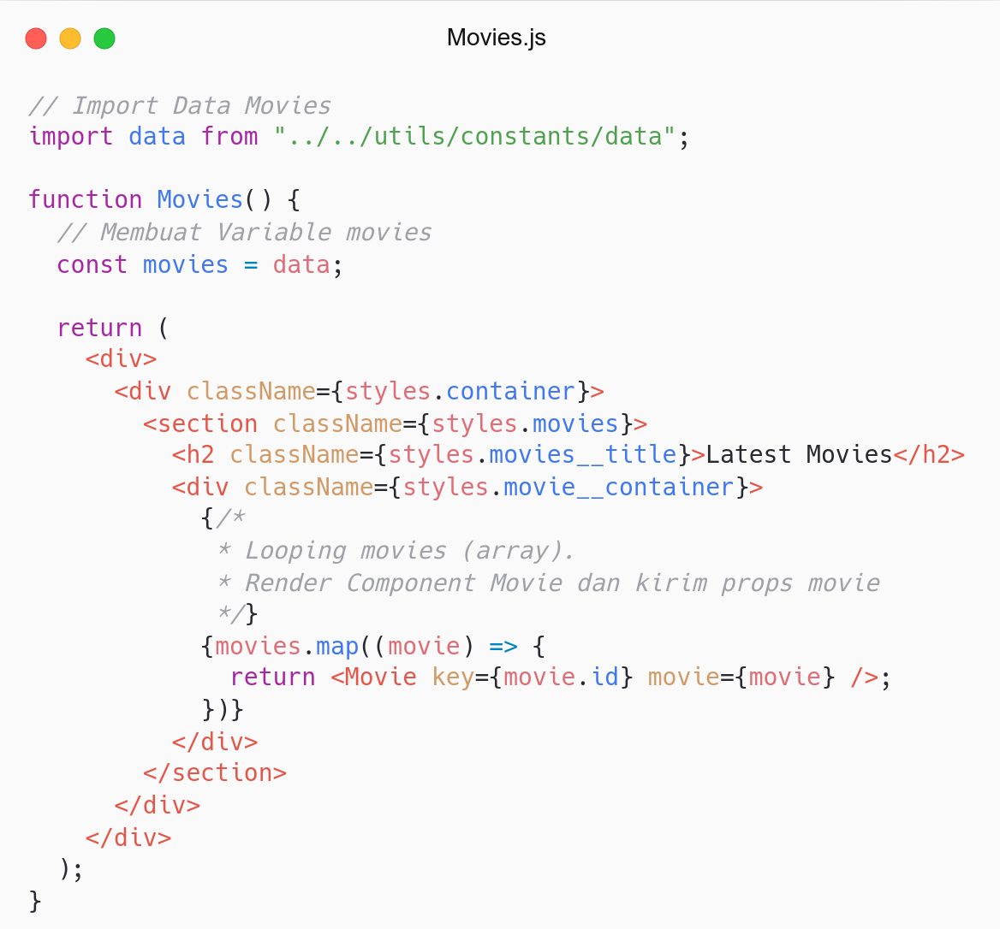 Movies.js
// Import Data Movies
import data from "../../utils/constants/data";
function Movies() {
  // Membuat Variable movies
  const movies = data;
  return (
    <div>
      <div className={styles.container}>
        <section className={styles.movies}>
          <h2 className={styles.movies__title}>Latest Movies</h2>
          <div className={styles.movie__container}>
            {/*
             * Looping movies (array).
             * Render Component Movie dan kirim props movie
             */}
            {movies.map((movie) => {
              return <Movie key={movie.id} movie={movie} />;
            })}
          </div>
        </section>
      </div>
    </div>
  );
}